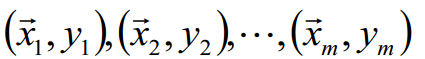 (x⃗₁, y₁), (x⃗₂, y₂), ⋯, (x⃗ₘ, yₘ)